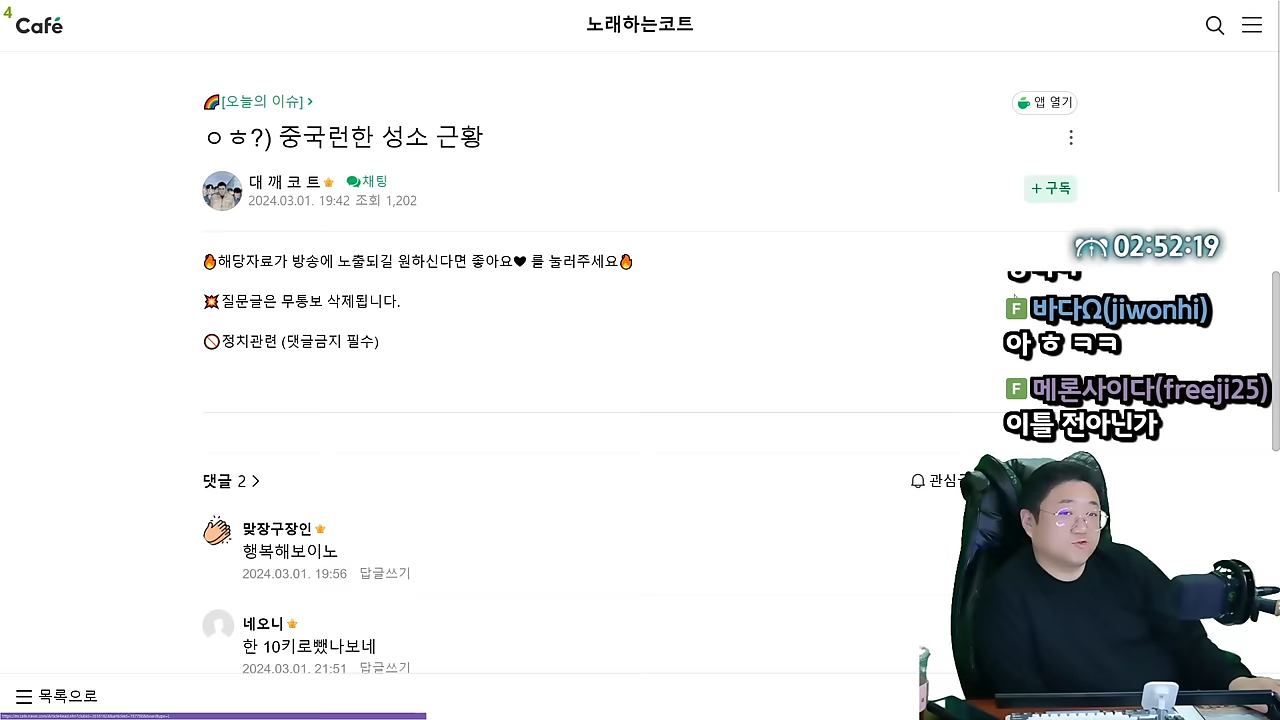 4
Café
노래하는코트
🌈[오늘의 이슈] >
앱 열기
ㅇㅎ?) 중국런한 성소 근황
대 깨 코 트 채팅
2024.03.01. 19:42 조회 1,202
+ 구독
🔥해당자료가 방송에 노출되길 원하신다면 좋아요♥ 를 눌러주세요🔥
02:52:19
💥질문글은 무통보 삭제됩니다.
F 바다Ω(jiwonhi)
아 ㅎ ㅋㅋ
🚫정치관련 (댓글금지 필수)
F 메론사이다(freeji25)
이틀 전아닌가
댓글 2 >
관심
맞장구장인
행복해보이노
2024.03.01. 19:56 답글쓰기
네오니
한 10키로뺐나보네
2024.03.01. 21:51 답글쓰기
목록으로